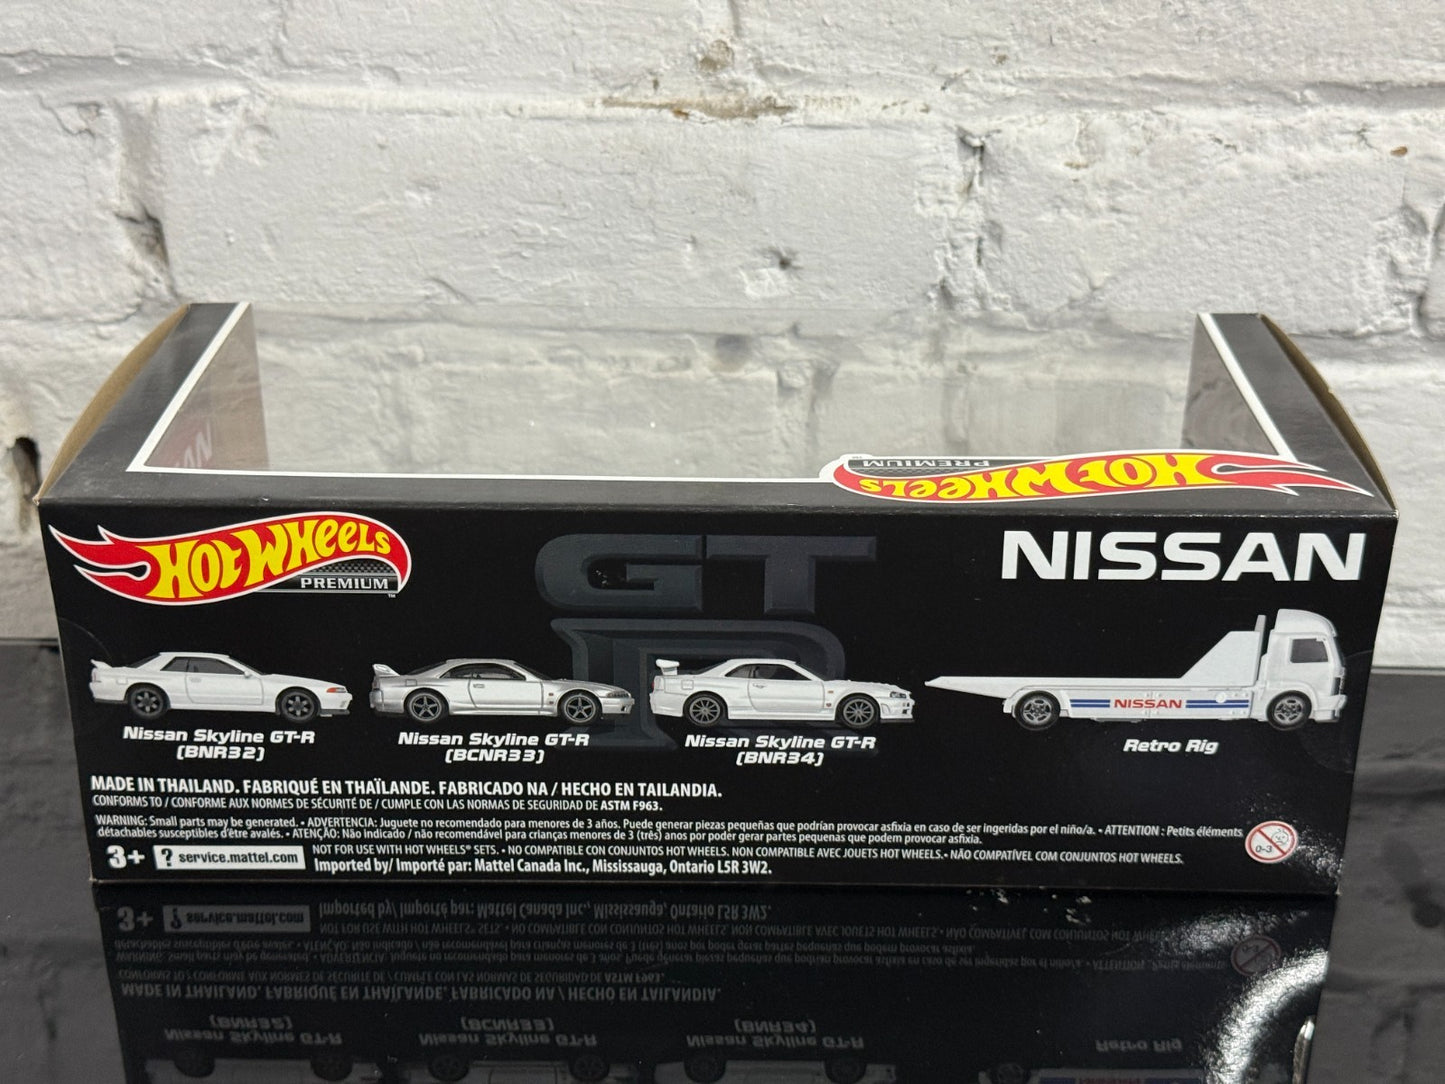 HOT WHEELS
PREMIUM
™
HOT WHEELS
PREMIUM
™
GT
R
NISSAN
NISSAN
Nissan Skyline GT-R
(BNR32)
Nissan Skyline GT-R
(BCNR33)
Nissan Skyline GT-R
(BNR34)
Retro Rig
MADE IN THAILAND. FABRIQUÉ EN THAÏLANDE. FABRICADO NA / HECHO EN TAILANDIA.
CONFORMS TO / CONFORME AUX NORMES DE SÉCURITÉ DE / CUMPLE CON LAS NORMAS DE SEGURIDAD DE ASTM F963.
WARNING: Small parts may be generated. • ADVERTENCIA: Juguete no recomendado para menores de 3 años. Puede generar piezas pequeñas que podrían provocar asfixia en caso de ser ingeridas por el niño/a. • ATTENTION : Petits éléments
détachables susceptibles d'être avalés. • ATENÇÃO: Não indicado / não recomendável para crianças menores de 3 (três) anos por poder gerar partes pequenas que podem provocar asfixia.
3+ ? service.mattel.com
NOT FOR USE WITH HOT WHEELS® SETS. • NO COMPATIBLE CON CONJUNTOS HOT WHEELS. NON COMPATIBLE AVEC JOUETS HOT WHEELS. • NÃO COMPATÍVEL COM CONJUNTOS HOT WHEELS.
Imported by/ Importé par: Mattel Canada Inc., Mississauga, Ontario L5R 3W2.
0-3